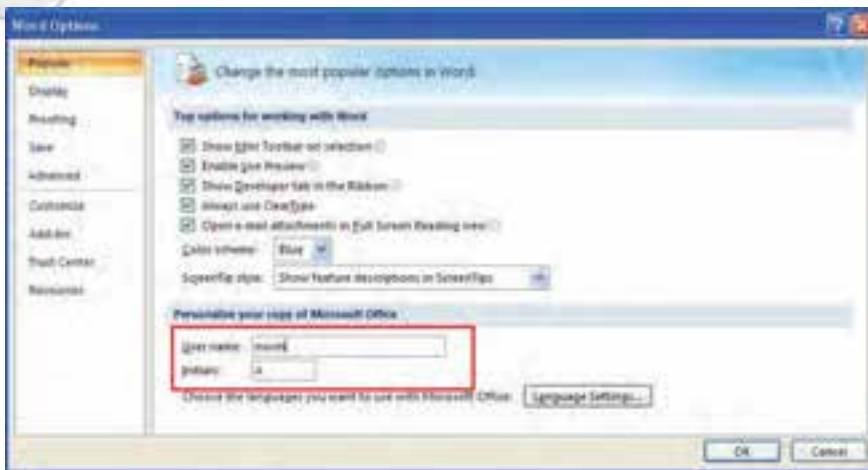 Word Options
Popular
Display
Proofing
Save
Advanced
Customize
Add-Ins
Trust Center
Resources
Change the most popular options in Word.
Top options for working with Word
Show Mini Toolbar on selection
Enable Live Preview
Show Developer tab in the Ribbon
Always use ClearType
Open e-mail attachments in Full Screen Reading view
Color scheme: Blue
ScreenTip style: Show feature descriptions in ScreenTips
Personalize your copy of Microsoft Office
User name:
Initials:
Choose the languages you want to use with Microsoft Office: Language Settings...
OK Cancel